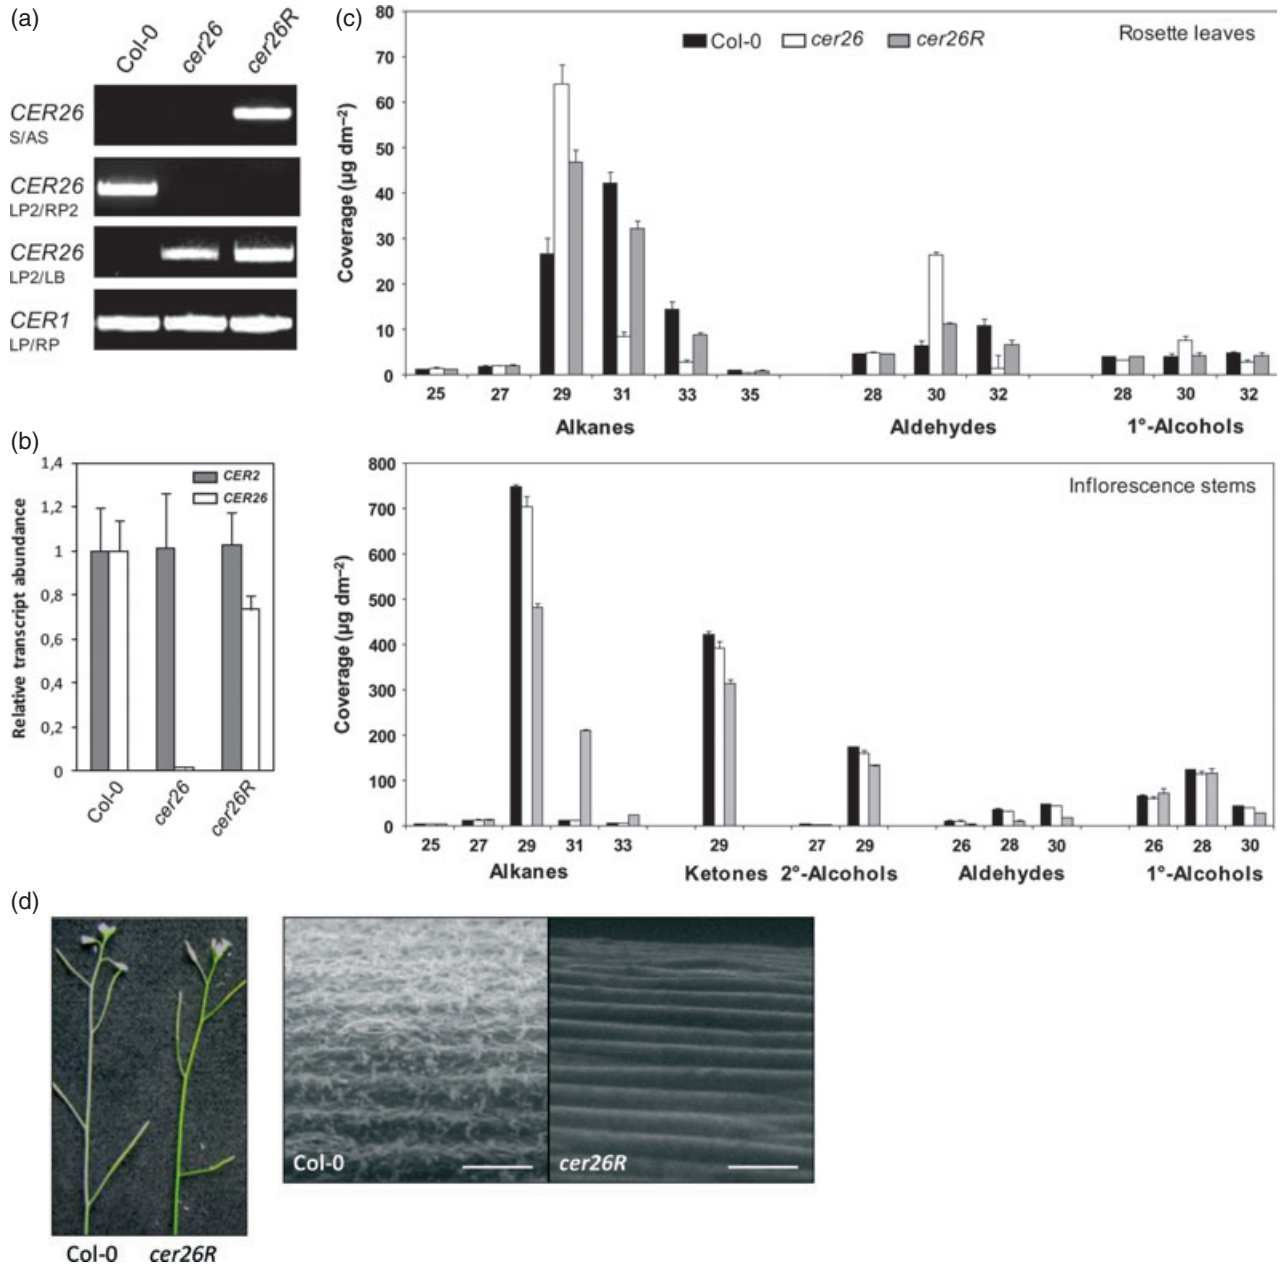 (a)
Col-0 cer26 cer26R
CER26
S/AS
CER26
LP2/RP2
CER26
LP2/LB
CER1
LP/RP
(b)
1,4
1,2
1
0,8
0,6
0,4
0,2
0
Relative transcript abundance
CER2
CER26
Col-0 cer26 cer26R
(c)
80
70
60
50
40
30
20
10
0
Coverage (µg dm⁻²)
Col-0 cer26 cer26R
Rosette leaves
25 27 29 31 33 35 28 30 32 28 30 32
Alkanes Aldehydes 1°-Alcohols
800
700
600
500
400
300
200
100
0
Coverage (µg dm⁻²)
Inflorescence stems
25 27 29 31 33 29 27 29 26 28 30 26 28 30
Alkanes Ketones 2°-Alcohols Aldehydes 1°-Alcohols
(d)
Col-0 cer26R
Col-0
cer26R